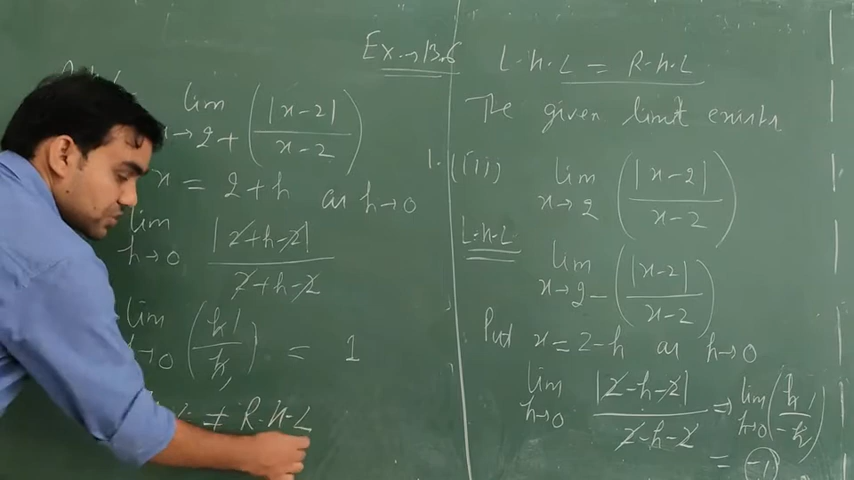 Ex→13.6
lim x→2+ (|x-2|/x-2)
x = 2+h as h→0
lim h→0 |2+h-2|/2+h-2
lim h→0 (h/h) = 1
≠ R.H.L
L.H.L = R.H.L
The given limit exists
1. (ii) lim x→2 (|x-2|/x-2)
L.H.L
lim x→2- (|x-2|/x-2)
Put x = 2-h as h→0
lim h→0 |2-h-2|/2-h-2 ⇒ lim h→0 (h/-h)
= -1